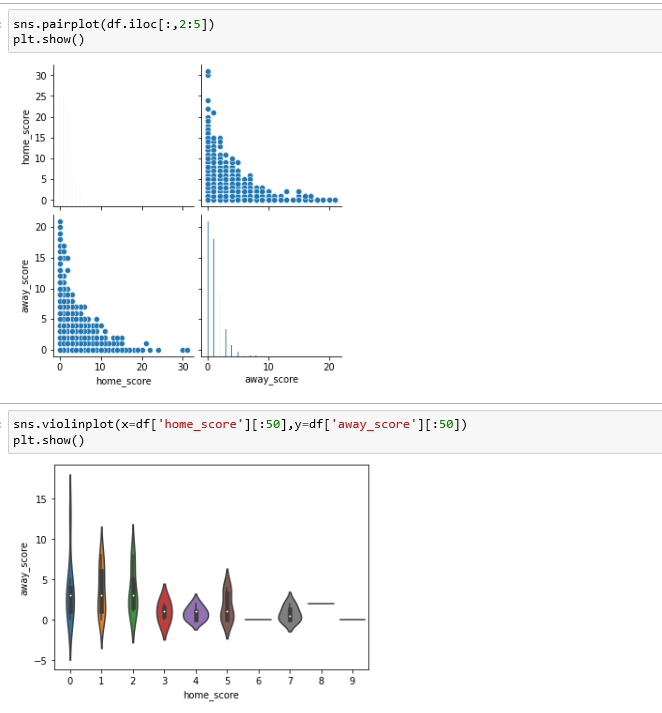 sns.pairplot(df.iloc[:,2:5])
plt.show()
30
25
20
15
10
5
0
home_score
20
15
10
5
0
away_score
0 10 20 30
home_score
0 10 20
away_score
sns.violinplot(x=df['home_score'][:50],y=df['away_score'][:50])
plt.show()
15
10
5
0
−5
away_score
0 1 2 3 4 5 6 7 8 9
home_score